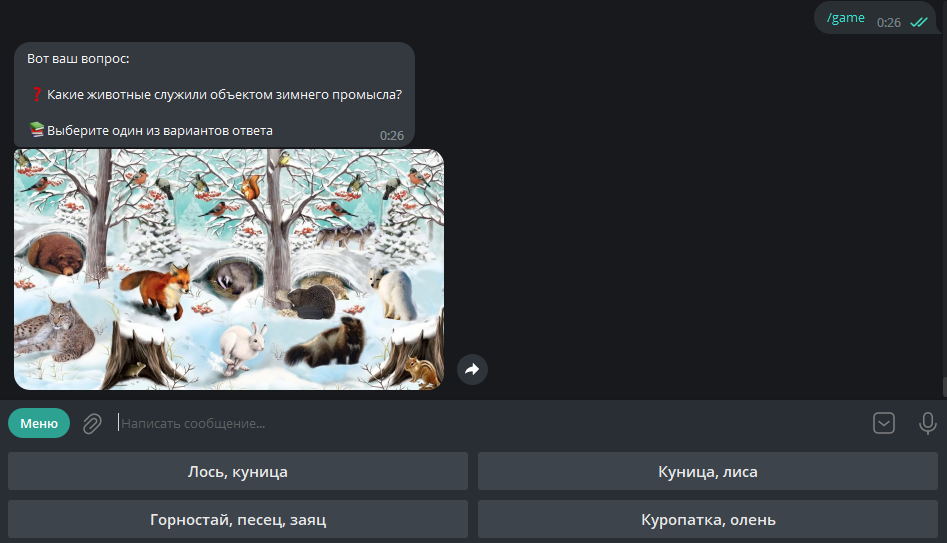 /game 0:26
Вот ваш вопрос:
❓ Какие животные служили объектом зимнего промысла?
📚 Выберите один из вариантов ответа 0:26
Меню Написать сообщение...
Лось, куница Куница, лиса
Горностай, песец, заяц Куропатка, олень